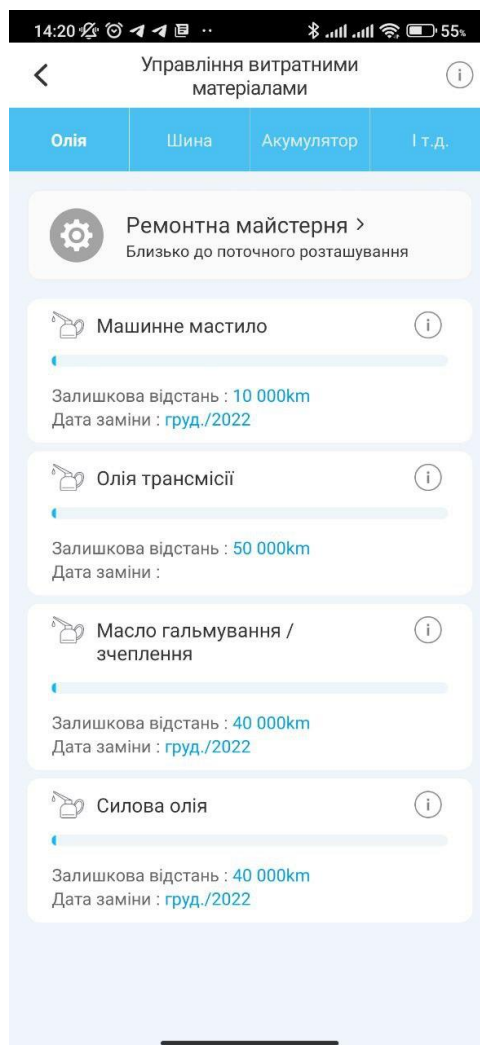 14:20 55%
Управління витратними
матеріалами
Олія Шина Акумулятор І т.д.
Ремонтна майстерня >
Близько до поточного розташування
Машинне мастило
Залишкова відстань : 10 000km
Дата заміни : груд./2022
Олія трансмісії
Залишкова відстань : 50 000km
Дата заміни :
Масло гальмування /
зчеплення
Залишкова відстань : 40 000km
Дата заміни : груд./2022
Силова олія
Залишкова відстань : 40 000km
Дата заміни : груд./2022